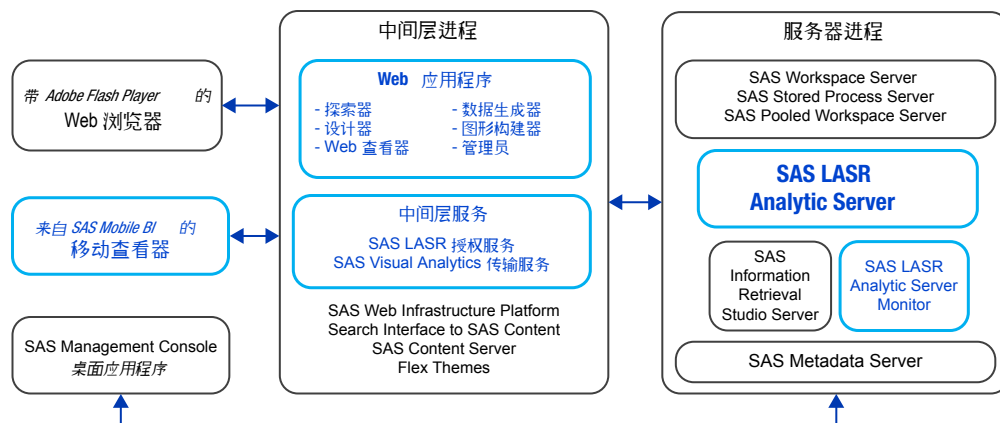 带 Adobe Flash Player 的
Web 浏览器
来自 SAS Mobile BI 的
移动查看器
SAS Management Console
桌面应用程序
中间层进程
Web 应用程序
- 探索器
- 设计器
- Web 查看器
- 数据生成器
- 图形构建器
- 管理员
中间层服务
SAS LASR 授权服务
SAS Visual Analytics 传输服务
SAS Web Infrastructure Platform
Search Interface to SAS Content
SAS Content Server
Flex Themes
服务器进程
SAS Workspace Server
SAS Stored Process Server
SAS Pooled Workspace Server
SAS LASR
Analytic Server
SAS
Information
Retrieval
Studio Server
SAS LASR
Analytic Server
Monitor
SAS Metadata Server